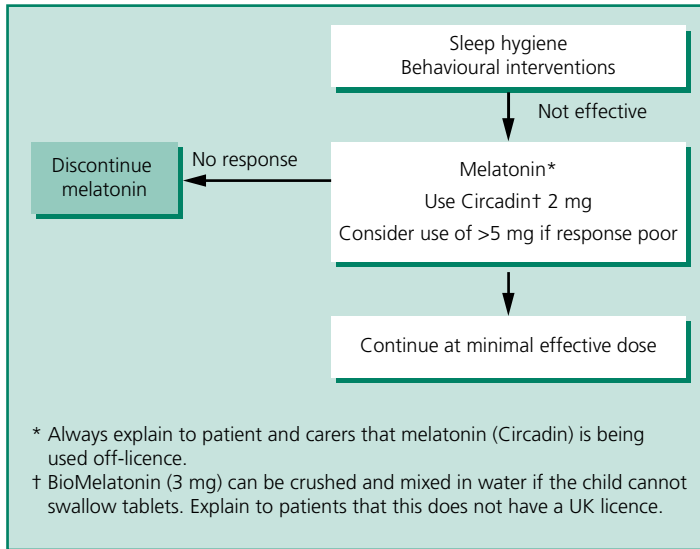 Sleep hygiene
Behavioural interventions
Not effective
Discontinue
melatonin
No response
Melatonin*
Use Circadin† 2 mg
Consider use of >5 mg if response poor
Continue at minimal effective dose
* Always explain to patient and carers that melatonin (Circadin) is being
used off-licence.
† BioMelatonin (3 mg) can be crushed and mixed in water if the child cannot
swallow tablets. Explain to patients that this does not have a UK licence.